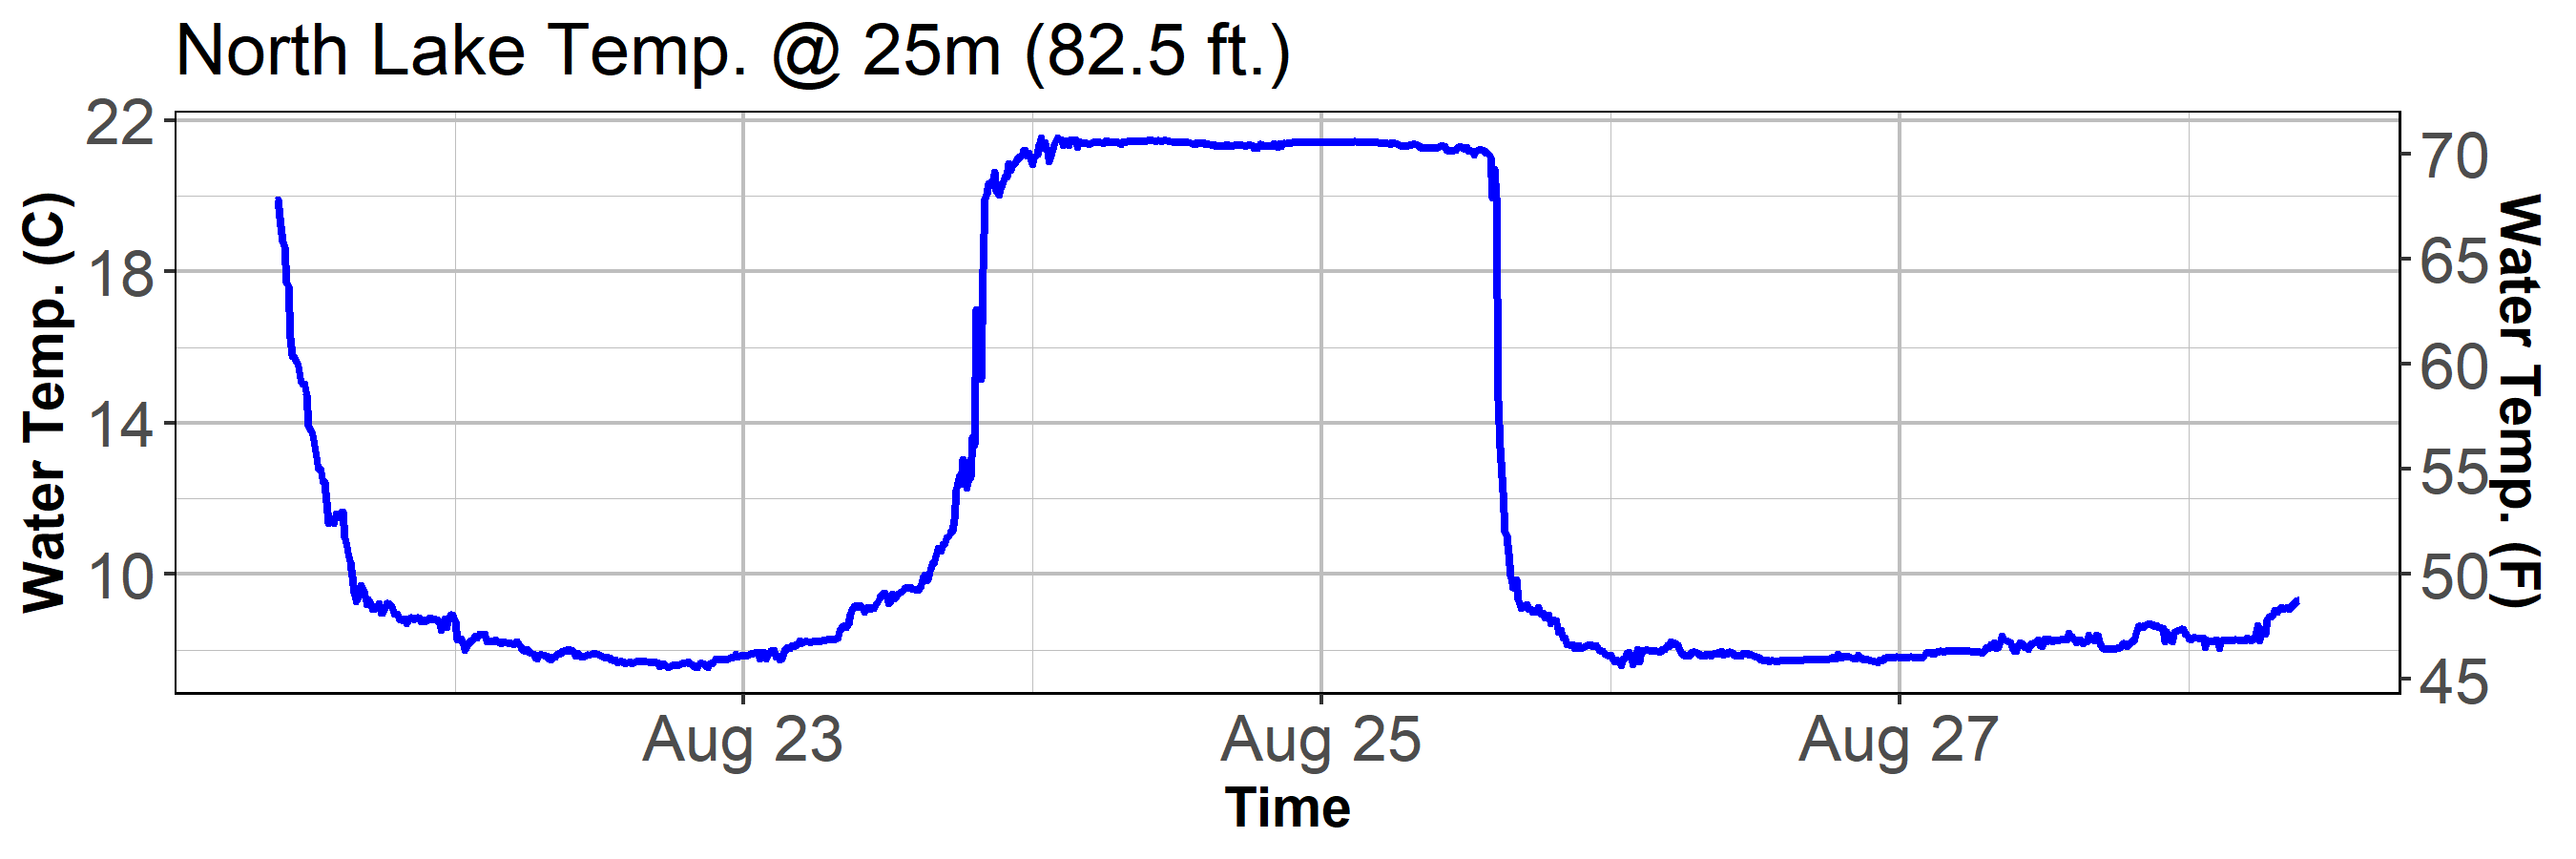 North Lake Temp. @ 25m (82.5 ft.)
Water Temp. (C)
22
18
14
10
70
65
60
55
50
45
Water Temp. (F)
Aug 23 Aug 25 Aug 27
Time